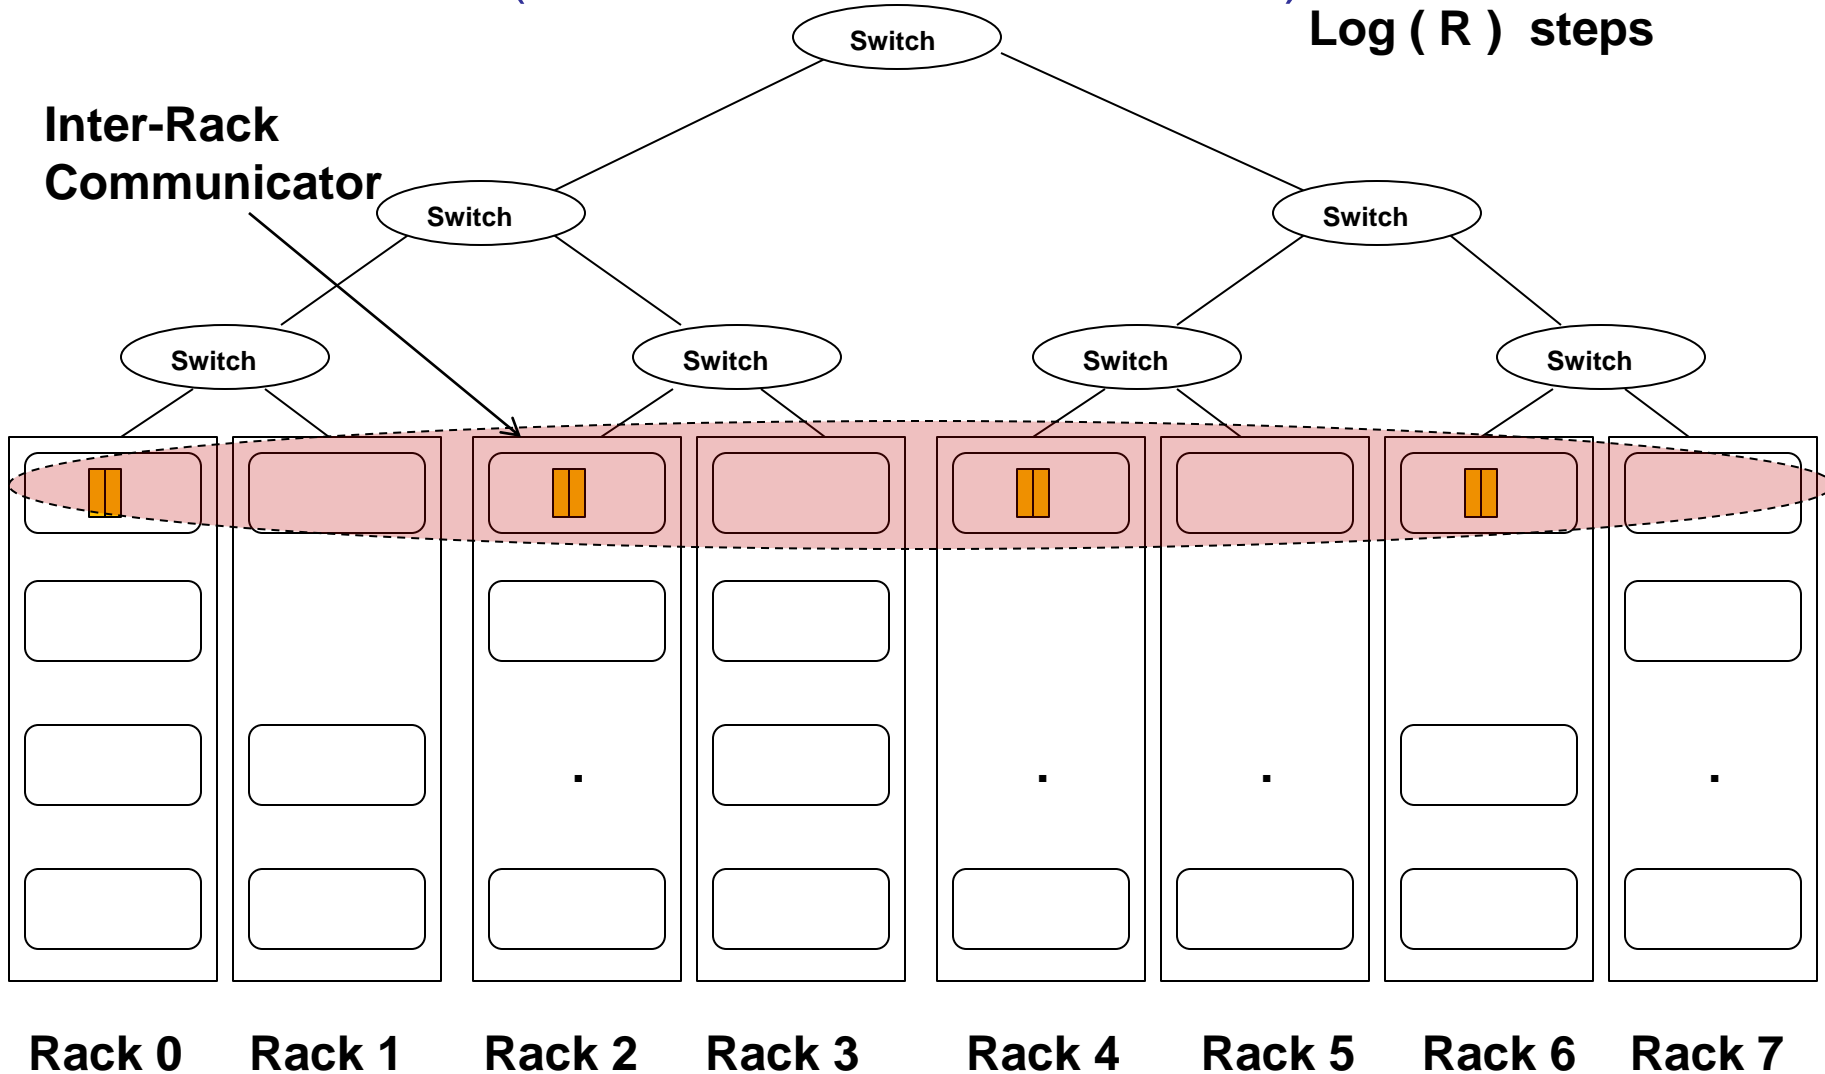 Log ( R ) steps
Switch
Inter-Rack
Communicator
Switch
Switch
Switch
Switch
Switch
Switch
.
.
.
.
Rack 0 Rack 1 Rack 2 Rack 3 Rack 4 Rack 5 Rack 6 Rack 7